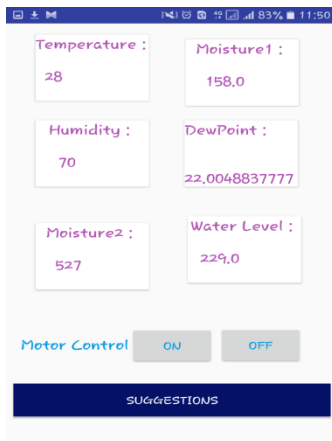 83% 11:50
Temperature :
28
Moisture1 :
158.0
Humidity :
70
DewPoint :
22.0048837777
Moisture2 :
527
Water Level :
229.0
Motor Control ON OFF
SUGGESTIONS